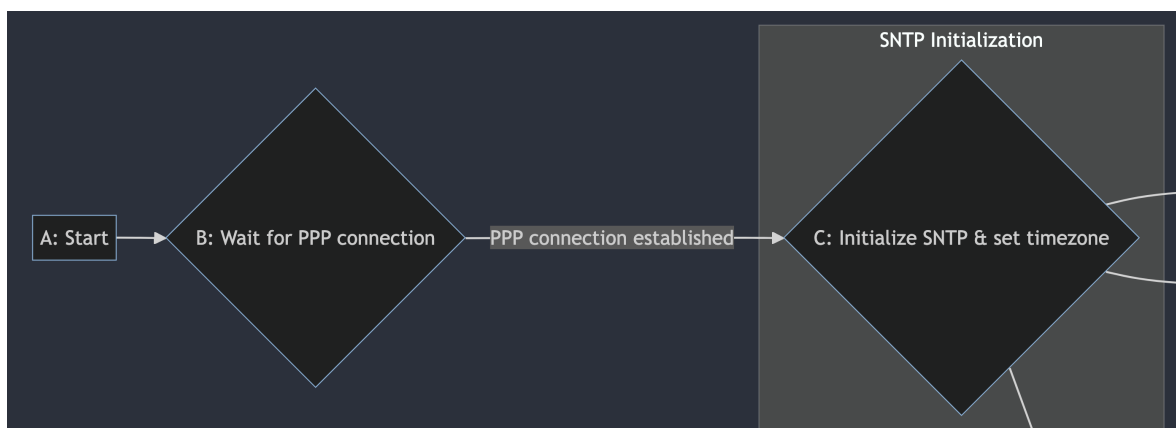 SNTP Initialization
A: Start
B: Wait for PPP connection
PPP connection established
C: Initialize SNTP & set timezone